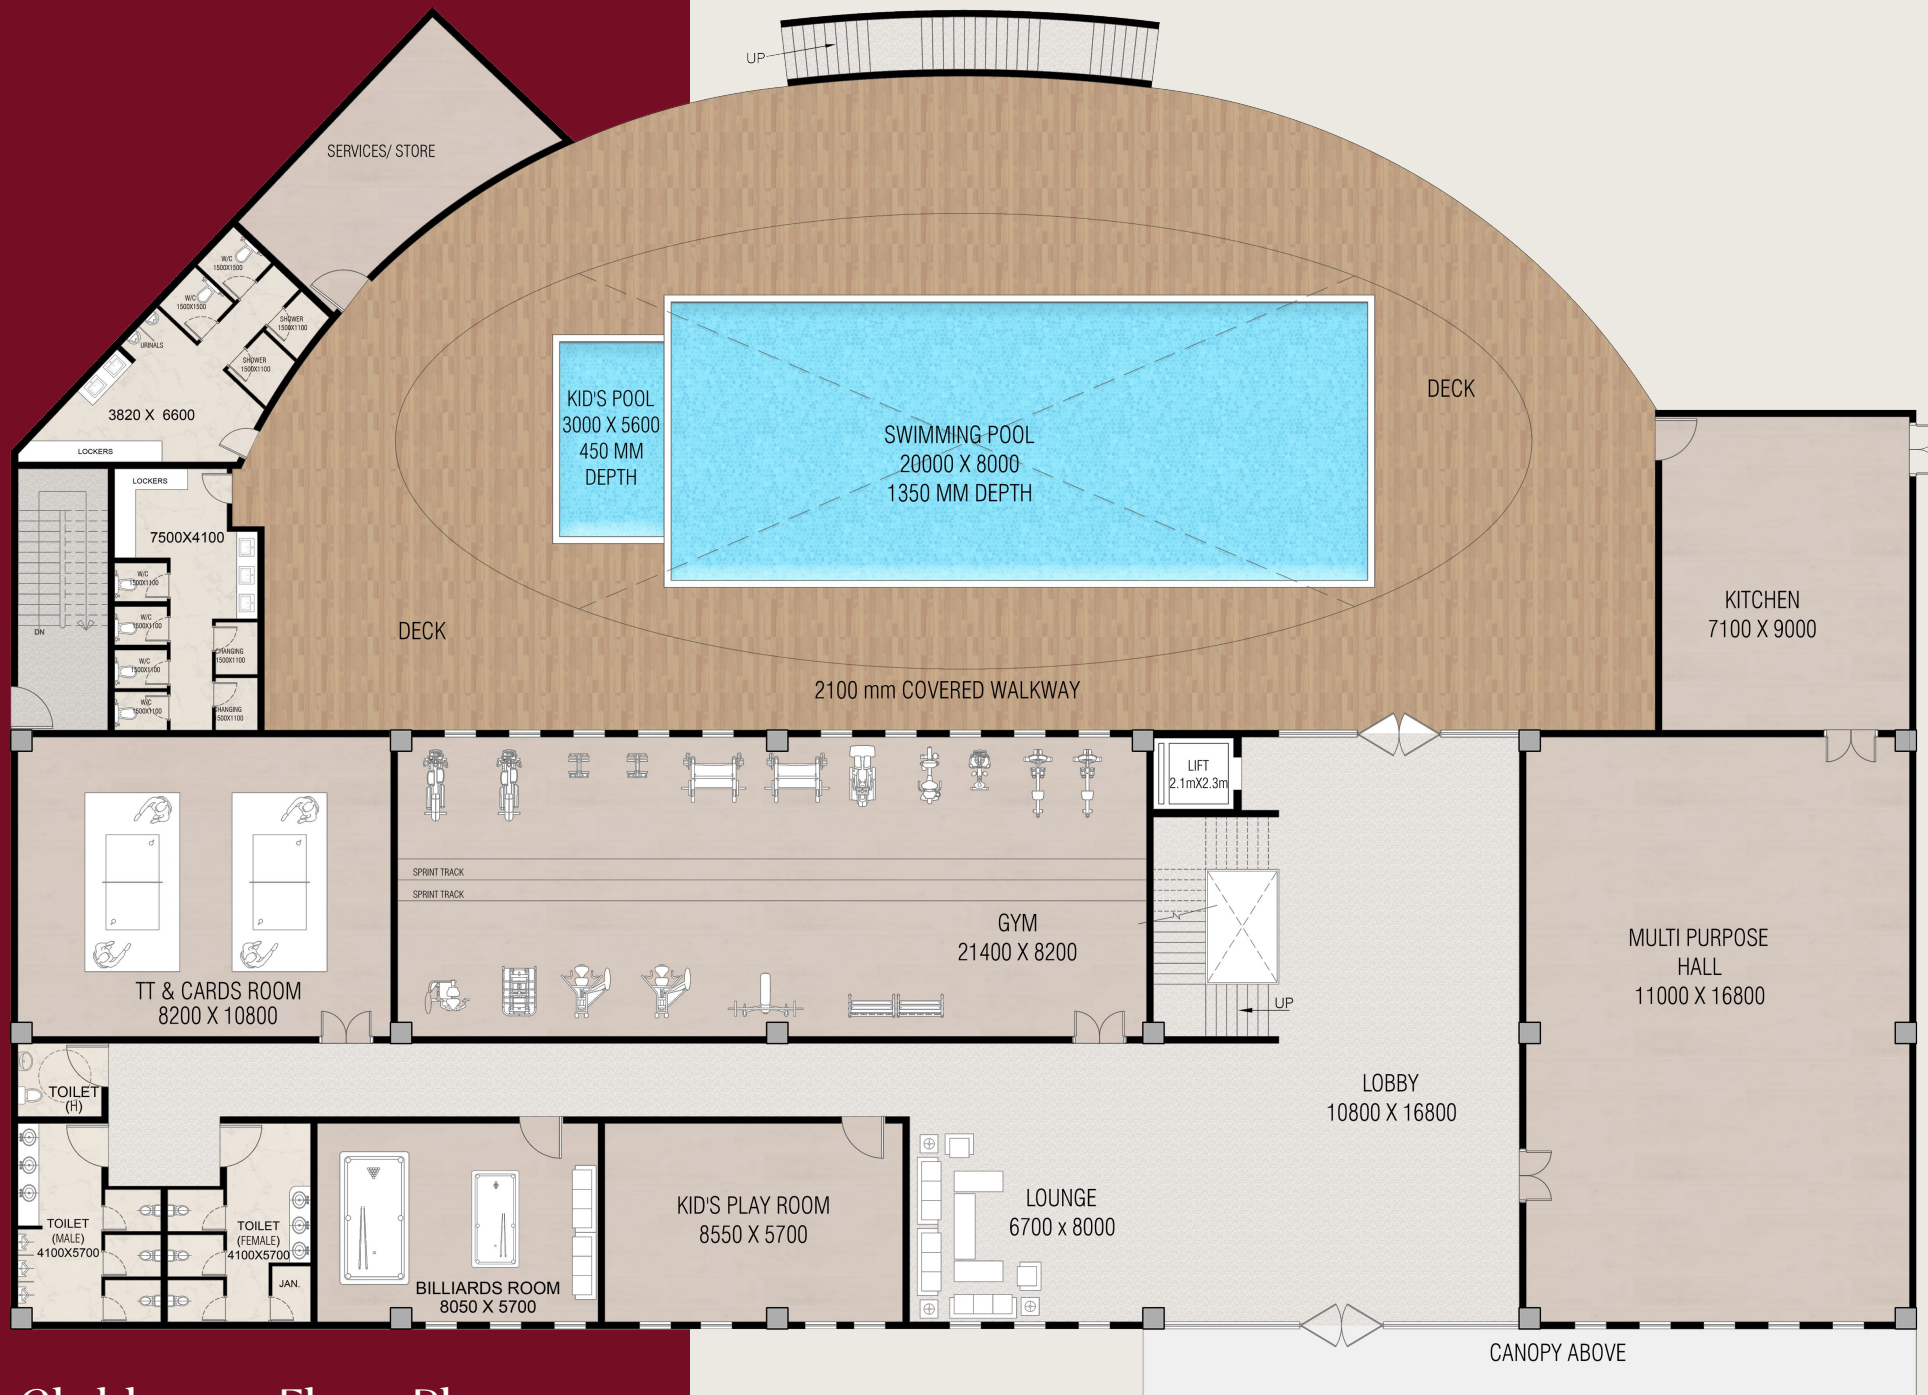 UP
SERVICES/ STORE
W/C
1500X1500
W/C
1500X1500
SHOWER
1500X1100
URINALS
SHOWER
1500X1100
3820 X 6600
LOCKERS
LOCKERS
7500X4100
W/C
1500X1100
W/C
1500X1100
W/C
1500X1100
W/C
1500X1100
CHANGING
1500X1100
CHANGING
1500X1100
DN
KID'S POOL
3000 X 5600
450 MM
DEPTH
SWIMMING POOL
20000 X 8000
1350 MM DEPTH
DECK
DECK
2100 mm COVERED WALKWAY
KITCHEN
7100 X 9000
LIFT
2.1mX2.3m
SPRINT TRACK
SPRINT TRACK
GYM
21400 X 8200
TT & CARDS ROOM
8200 X 10800
UP
MULTI PURPOSE
HALL
11000 X 16800
LOBBY
10800 X 16800
TOILET
(H)
TOILET
(MALE)
4100X5700
TOILET
(FEMALE)
4100X5700
JAN.
BILLIARDS ROOM
8050 X 5700
KID'S PLAY ROOM
8550 X 5700
LOUNGE
6700 x 8000
CANOPY ABOVE